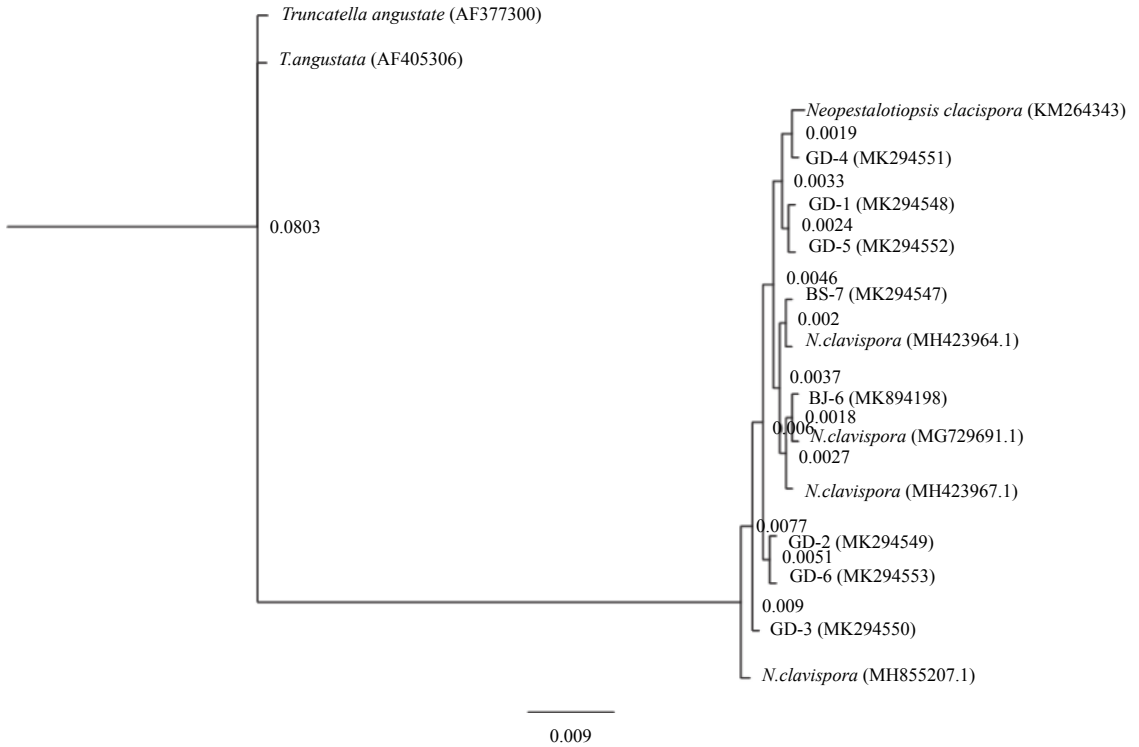 Truncatella angustate (AF377300)
T.angustata (AF405306)
Neopestalotiopsis clacispora (KM264343)
0.0019
GD-4 (MK294551)
0.0033
GD-1 (MK294548)
0.0024
0.0803
GD-5 (MK294552)
0.0046
BS-7 (MK294547)
0.002
N.clavispora (MH423964.1)
0.0037
BJ-6 (MK894198)
0.0018
0.006
N.clavispora (MG729691.1)
0.0027
N.clavispora (MH423967.1)
0.0077
GD-2 (MK294549)
0.0051
GD-6 (MK294553)
0.009
GD-3 (MK294550)
N.clavispora (MH855207.1)
0.009